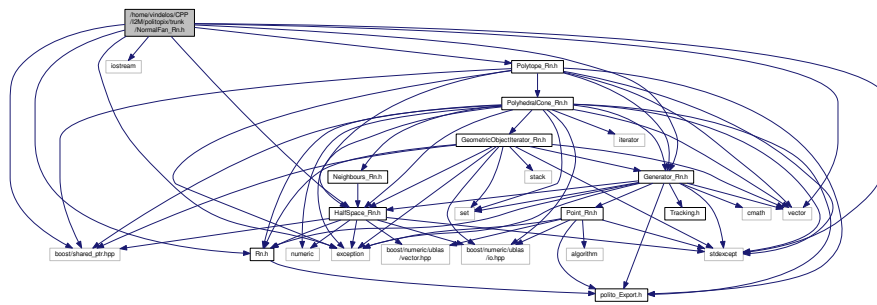 /home/vindelos/CPP
/I2M/politopix/trunk
/NormalFan_Rn.h
iostream
Polytope_Rn.h
PolyhedralCone_Rn.h
GeometricObjectIterator_Rn.h
iterator
Neighbours_Rn.h
stack
Generator_Rn.h
HalfSpace_Rn.h
set
Point_Rn.h
Tracking.h
cmath
vector
boost/shared_ptr.hpp
Rn.h
numeric
exception
boost/numeric/ublas
/vector.hpp
boost/numeric/ublas
/io.hpp
algorithm
stdexcept
polito_Export.h